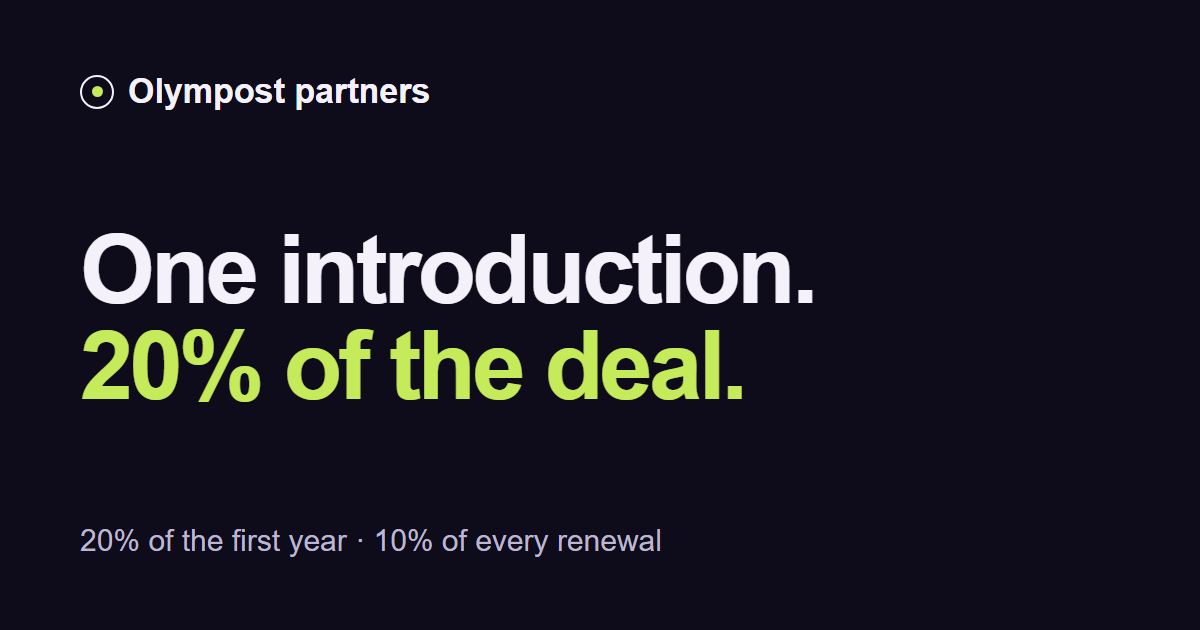 Olympost partners
One introduction.
20% of the deal.
20% of the first year · 10% of every renewal